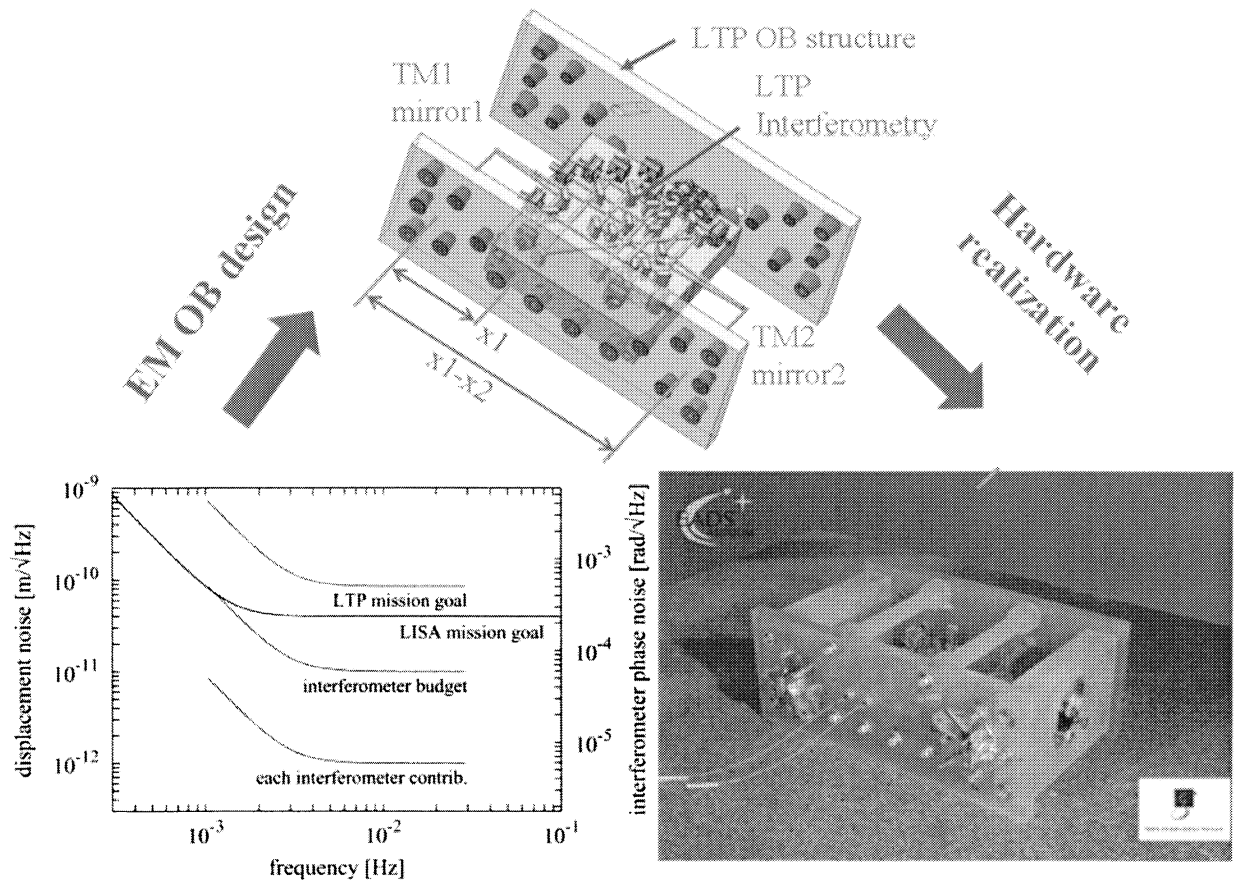 LTP OB structure
TM1
mirror1
LTP
Interferometry
EM OB design
Hardware
realization
x1
x1-x2
TM2
mirror2
10^-9
10^-10
10^-11
10^-12
displacement noise [m/√Hz]
LTP mission goal
LISA mission goal
interferometer budget
each interferometer contrib.
10^-3
10^-4
10^-5
interferometer phase noise [rad/√Hz]
10^-3
10^-2
10^-1
frequency [Hz]